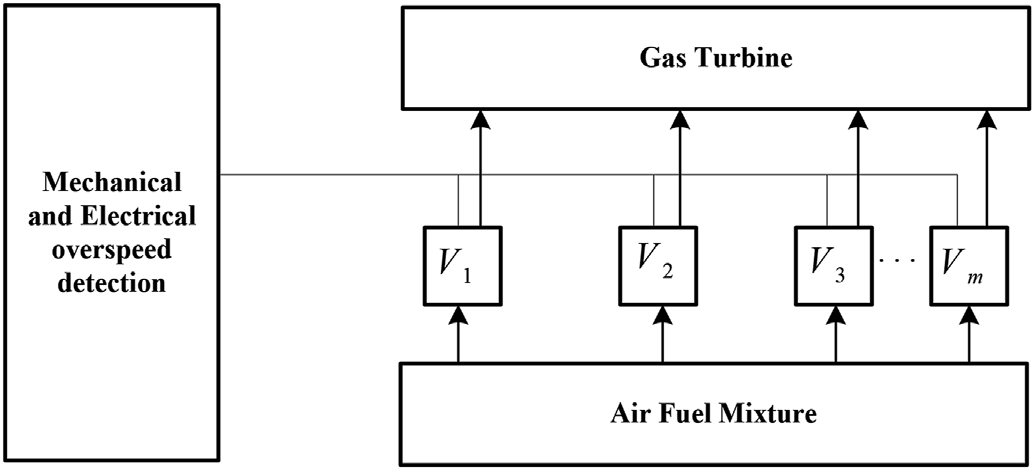 Gas Turbine
Mechanical
and Electrical
overspeed
detection
V1
V2
V3
...
Vm
Air Fuel Mixture